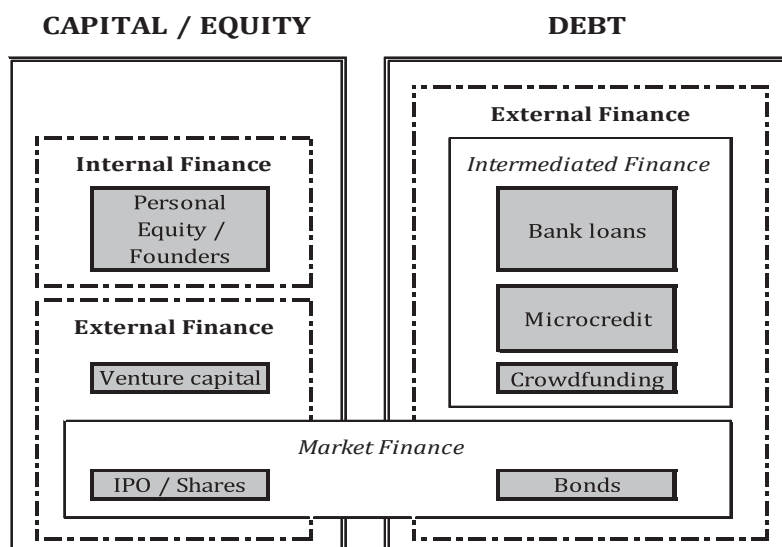 CAPITAL / EQUITY
DEBT
Internal Finance
Personal
Equity /
Founders
External Finance
Venture capital
External Finance
Intermediated Finance
Bank loans
Microcredit
Crowdfunding
Market Finance
IPO / Shares
Bonds